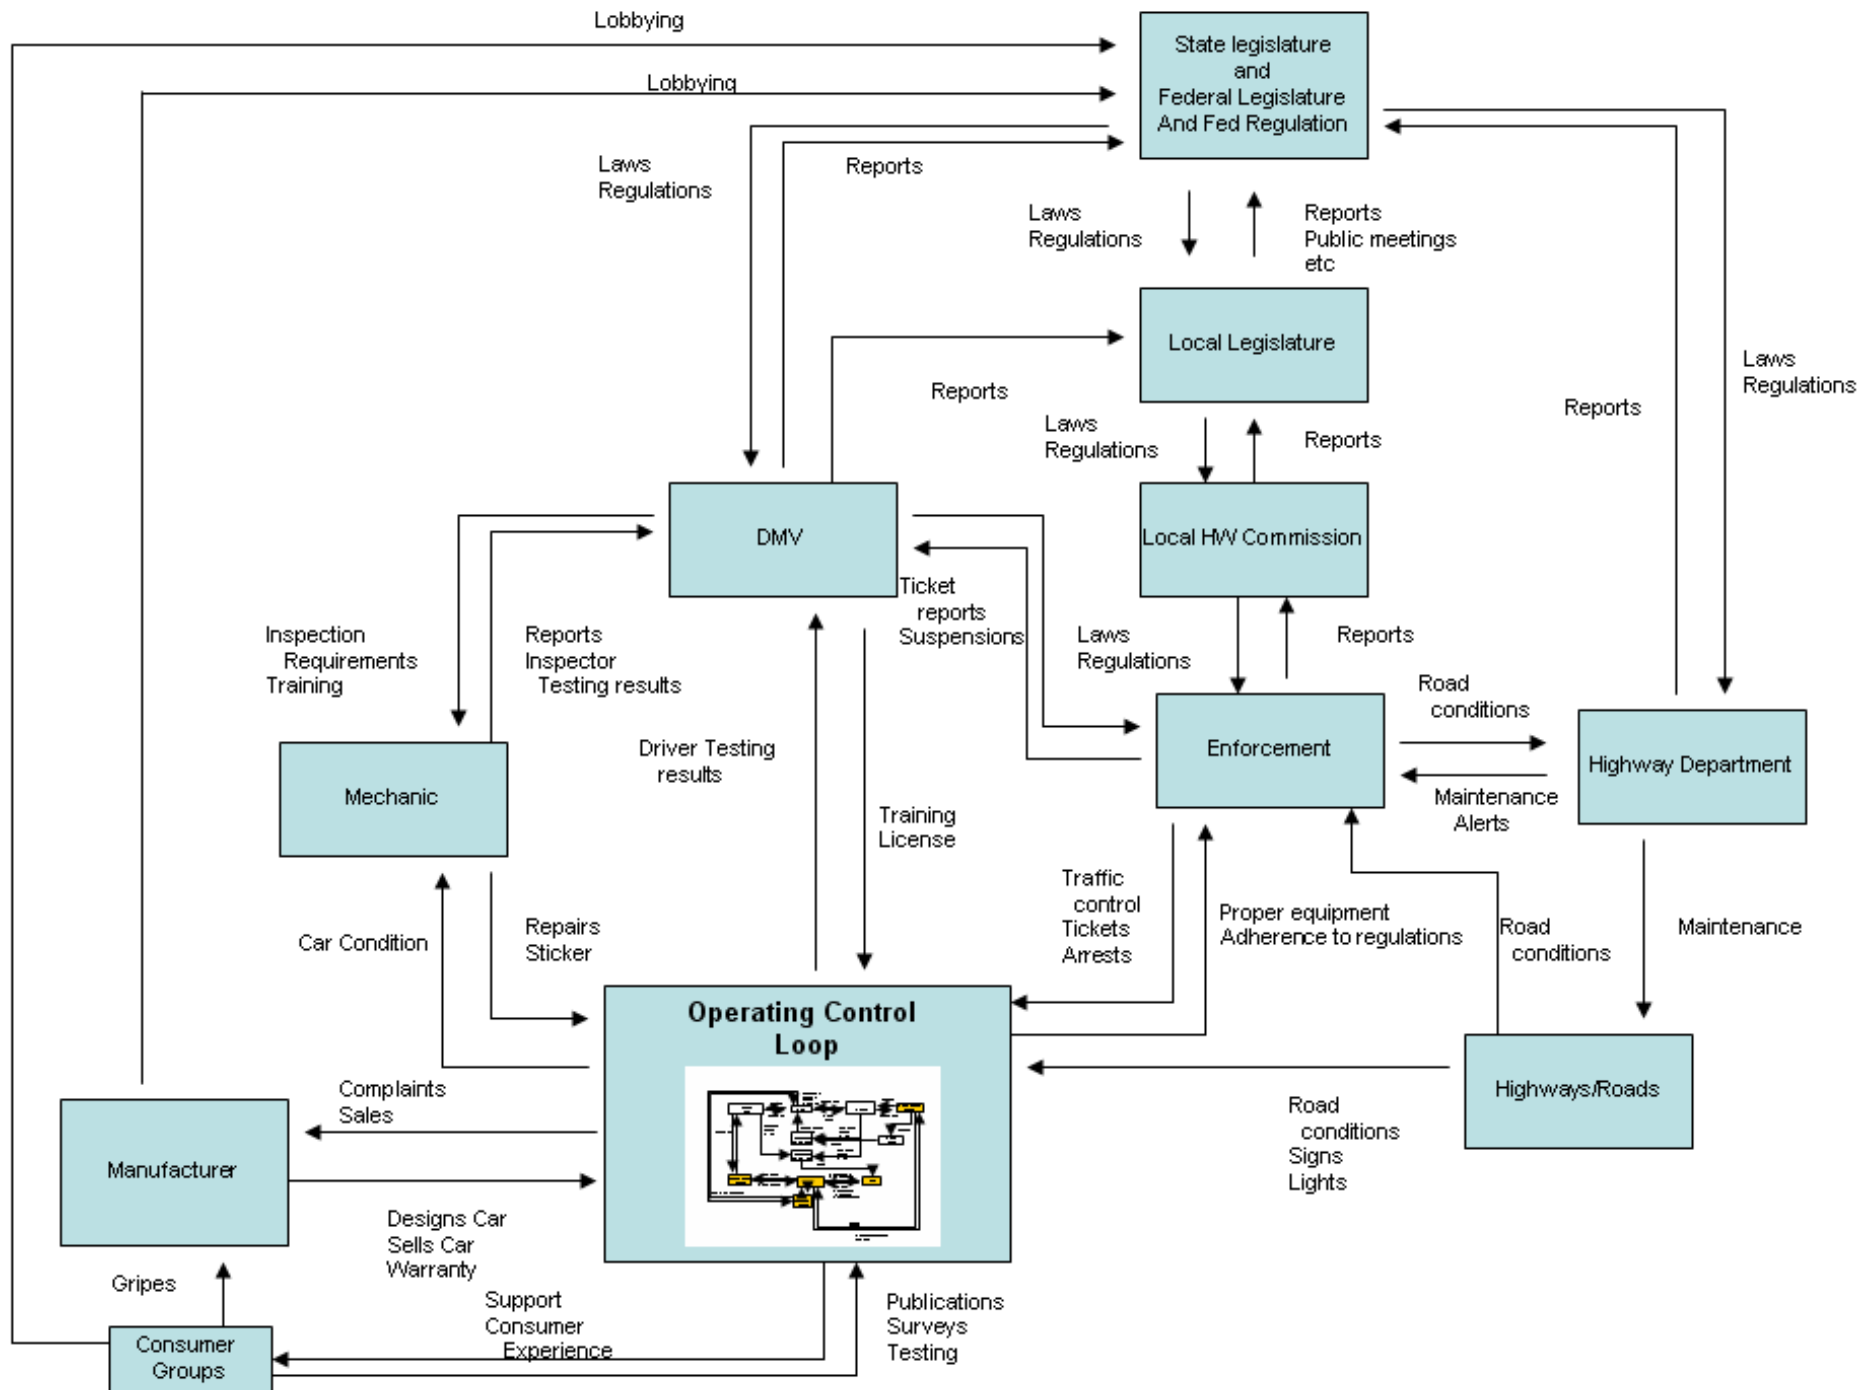 Lobbying
State legislature
and
Federal Legislature
And Fed Regulation
Lobbying
Laws
Regulations
Reports
Laws
Regulations
Reports
Public meetings
etc
Local Legislature
Reports
Laws
Regulations
Reports
Reports
Laws
Regulations
DMV
Local HW Commission
Ticket
reports
Suspensions
Laws
Regulations
Reports
Inspection
Requirements
Training
Reports
Inspector
Testing results
Road
conditions
Enforcement
Highway Department
Mechanic
Driver Testing
results
Maintenance
Alerts
Training
License
Traffic
control
Tickets
Arrests
Proper equipment
Adherence to regulations
Road
conditions
Maintenance
Car Condition
Repairs
Sticker
Operating Control
Loop
Highways/Roads
Complaints
Sales
Road
conditions
Signs
Lights
Manufacturer
Designs Car
Sells Car
Warranty
Gripes
Support
Consumer
Experience
Publications
Surveys
Testing
Consumer
Groups